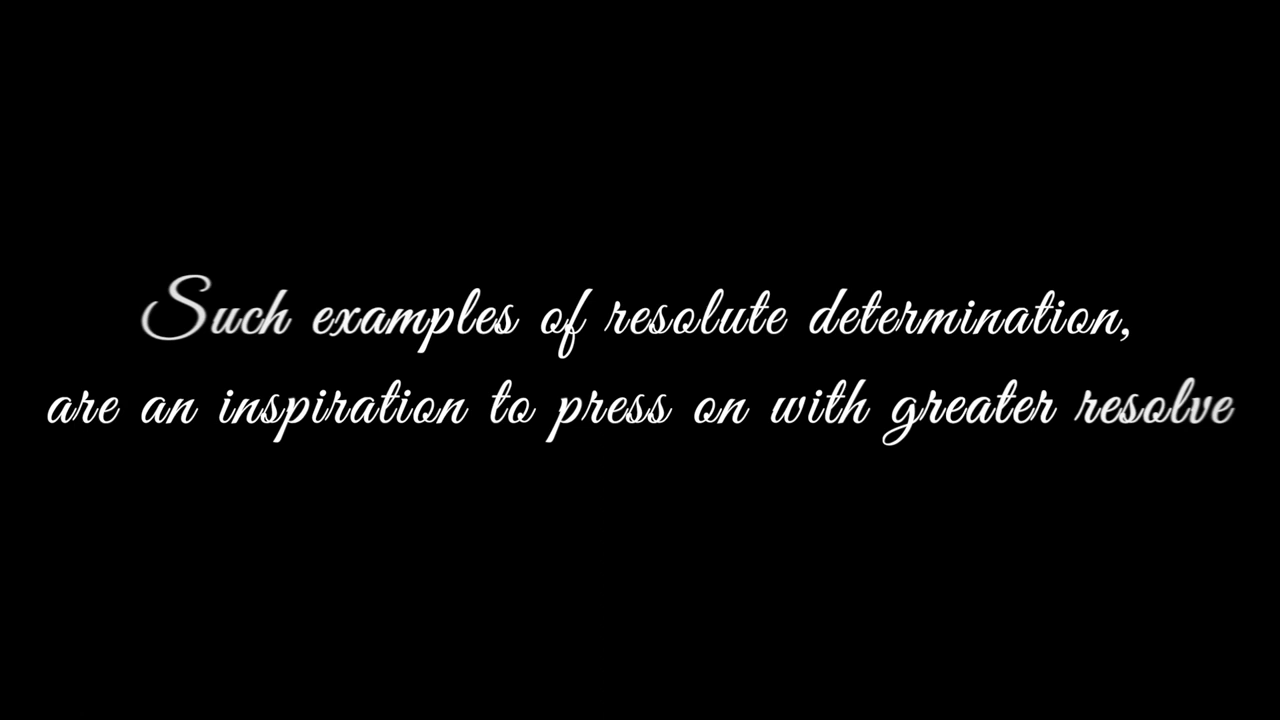 Such examples of resolute determination,
are an inspiration to press on with greater resolve